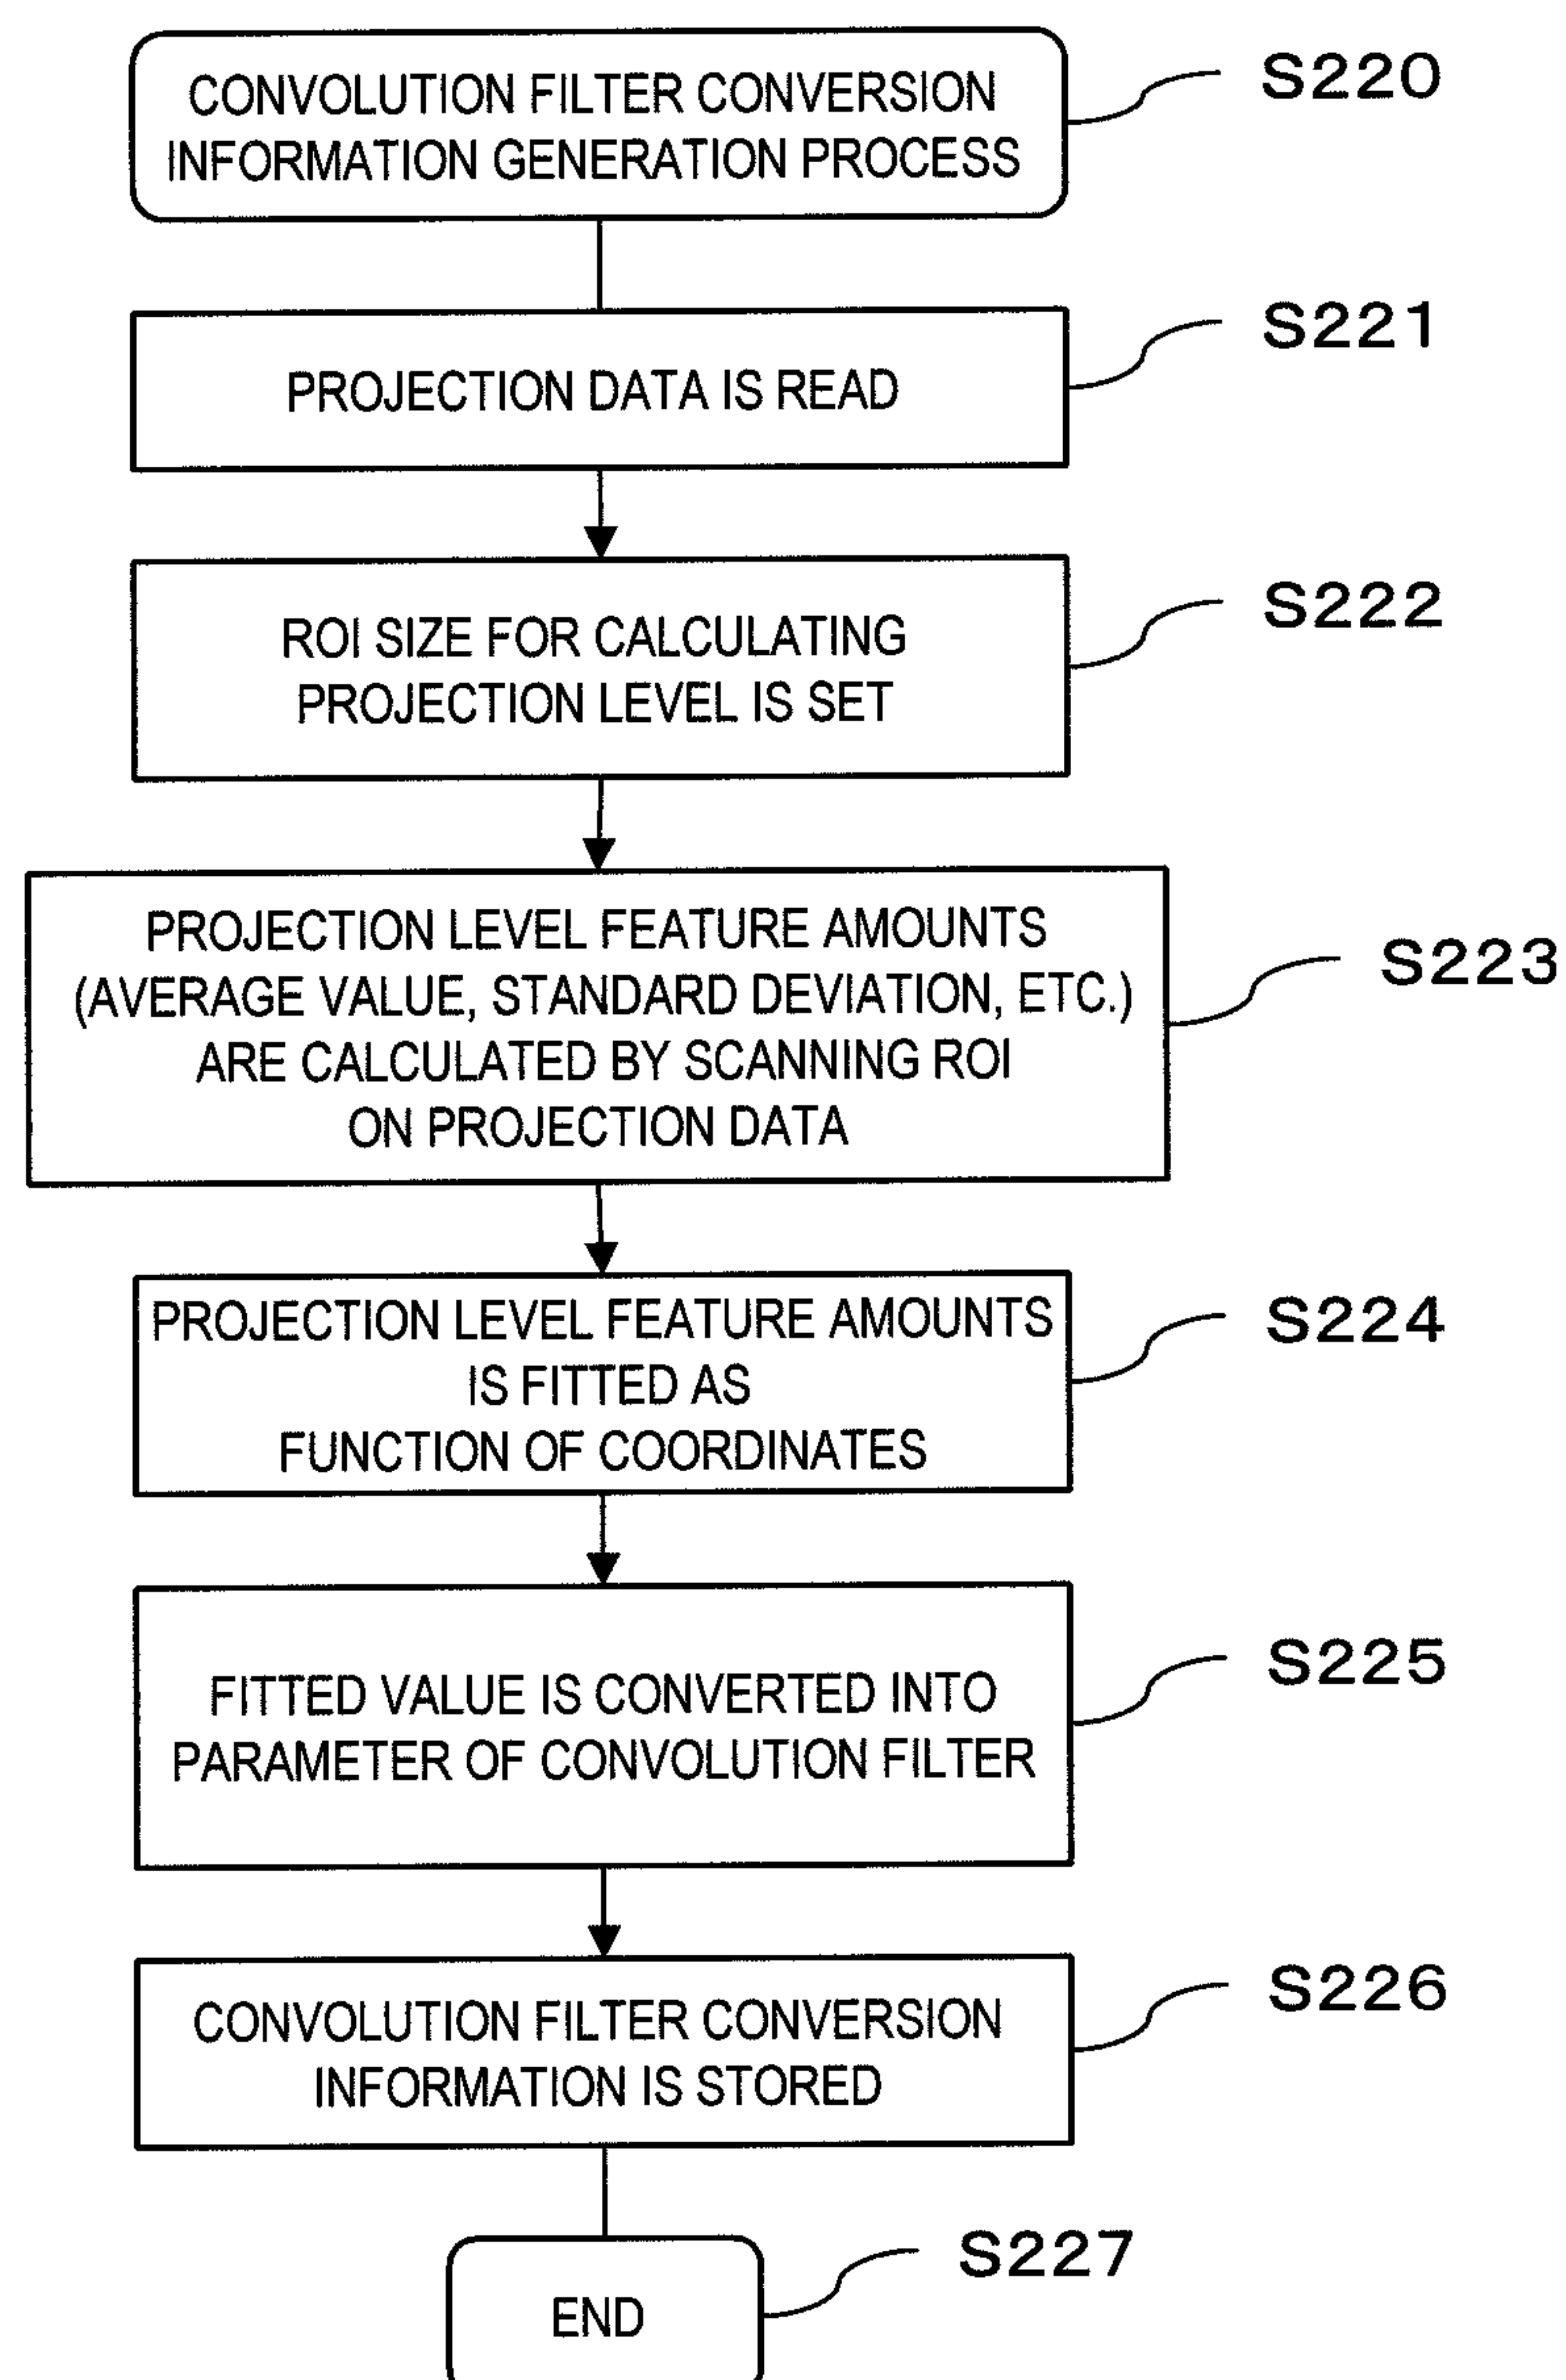 CONVOLUTION FILTER CONVERSION
INFORMATION GENERATION PROCESS
S220
PROJECTION DATA IS READ
S221
ROI SIZE FOR CALCULATING
PROJECTION LEVEL IS SET
S222
PROJECTION LEVEL FEATURE AMOUNTS
(AVERAGE VALUE, STANDARD DEVIATION, ETC.)
ARE CALCULATED BY SCANNING ROI
ON PROJECTION DATA
S223
PROJECTION LEVEL FEATURE AMOUNTS
IS FITTED AS
FUNCTION OF COORDINATES
S224
FITTED VALUE IS CONVERTED INTO
PARAMETER OF CONVOLUTION FILTER
S225
CONVOLUTION FILTER CONVERSION
INFORMATION IS STORED
S226
END
S227